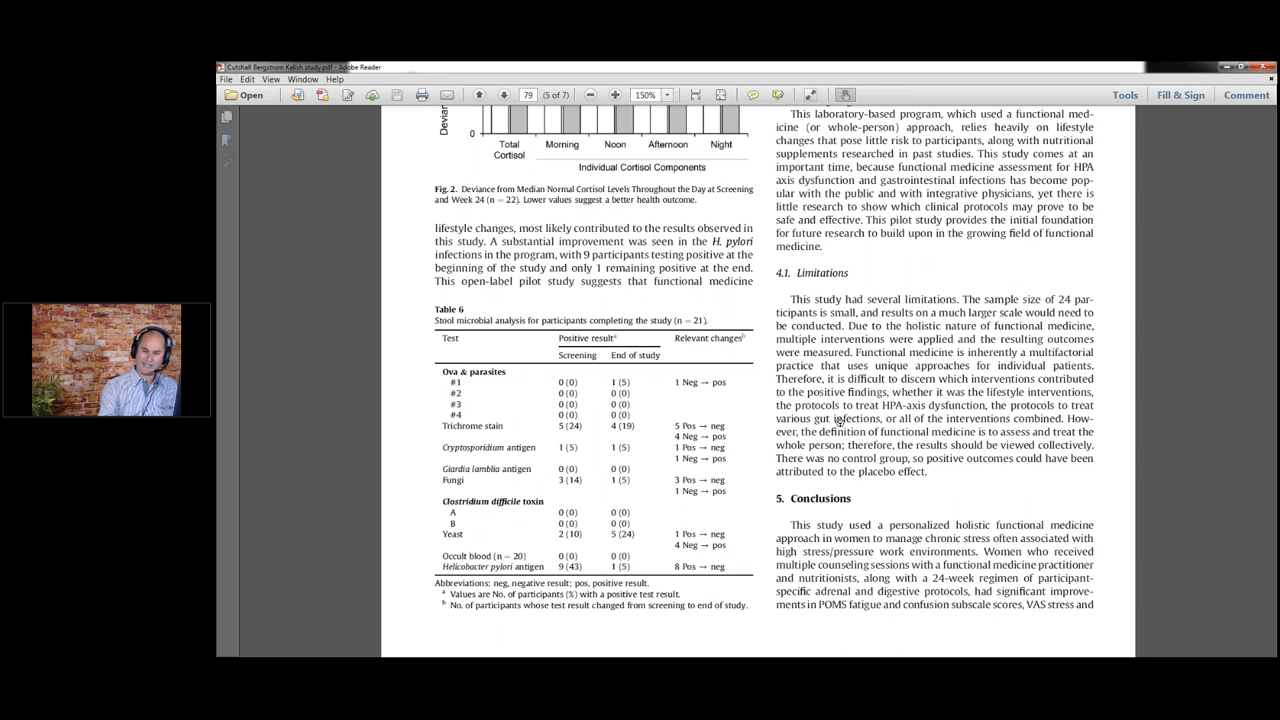 Cutshall Bergstrom Kalish study.pdf - Adobe Reader
File Edit View Window Help
Open 79 (5 of 7) 150% Tools Fill & Sign Comment
0
Total Cortisol Morning Noon Afternoon Night
Individual Cortisol Components
Fig. 2. Deviance from Median Normal Cortisol Levels Throughout the Day at Screening
and Week 24 (n = 22). Lower values suggest a better health outcome.
lifestyle changes, most likely contributed to the results observed in
this study. A substantial improvement was seen in the H. pylori
infections in the program, with 9 participants testing positive at the
beginning of the study and only 1 remaining positive at the end.
This open-label pilot study suggests that functional medicine
Table 6
Stool microbial analysis for participants completing the study (n = 21).
Test Positive resultᵃ Relevant changesᵇ
Screening End of study
Ova & parasites
#1 0 (0) 1 (5) 1 Neg → pos
#2 0 (0) 0 (0)
#3 0 (0) 0 (0)
#4 0 (0) 0 (0)
Trichrome stain 5 (24) 4 (19) 5 Pos → neg
4 Neg → pos
Cryptosporidium antigen 1 (5) 1 (5) 1 Pos → neg
1 Neg → pos
Giardia lamblia antigen 0 (0) 0 (0)
Fungi 3 (14) 1 (5) 3 Pos → neg
1 Neg → pos
Clostridium difficile toxin
A 0 (0) 0 (0)
B 0 (0) 0 (0)
Yeast 2 (10) 5 (24) 1 Pos → neg
4 Neg → pos
Occult blood (n = 20) 0 (0) 0 (0)
Helicobacter pylori antigen 9 (43) 1 (5) 8 Pos → neg
Abbreviations: neg, negative result; pos, positive result.
ᵃ Values are No. of participants (%) with a positive test result.
ᵇ No. of participants whose test result changed from screening to end of study.
This laboratory-based program, which used a functional med-
icine (or whole-person) approach, relies heavily on lifestyle
changes that pose little risk to participants, along with nutritional
supplements researched in past studies. This study comes at an
important time, because functional medicine assessment for HPA
axis dysfunction and gastrointestinal infections has become pop-
ular with the public and with integrative physicians, yet there is
little research to show which clinical protocols may prove to be
safe and effective. This pilot study provides the initial foundation
for future research to build upon in the growing field of functional
medicine.
4.1. Limitations
This study had several limitations. The sample size of 24 par-
ticipants is small, and results on a much larger scale would need to
be conducted. Due to the holistic nature of functional medicine,
multiple interventions were applied and the resulting outcomes
were measured. Functional medicine is inherently a multifactorial
practice that uses unique approaches for individual patients.
Therefore, it is difficult to discern which interventions contributed
to the positive findings, whether it was the lifestyle interventions,
the protocols to treat HPA-axis dysfunction, the protocols to treat
various gut infections, or all of the interventions combined. How-
ever, the definition of functional medicine is to assess and treat the
whole person; therefore, the results should be viewed collectively.
There was no control group, so positive outcomes could have been
attributed to the placebo effect.
5. Conclusions
This study used a personalized holistic functional medicine
approach in women to manage chronic stress often associated with
high stress/pressure work environments. Women who received
multiple counseling sessions with a functional medicine practitioner
and nutritionists, along with a 24-week regimen of participant-
specific adrenal and digestive protocols, had significant improve-
ments in POMS fatigue and confusion subscale scores, VAS stress and